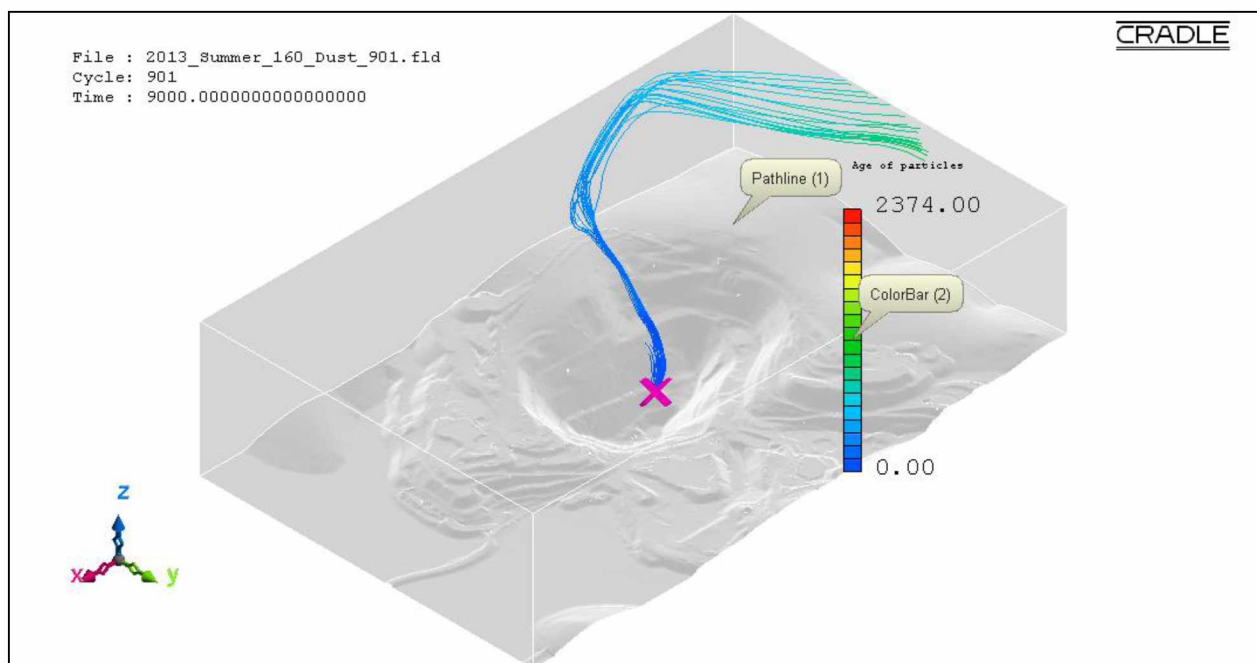 File : 2013_Summer_160_Dust_901.fld
Cycle: 901
Time : 9000.0000000000000000
CRADLE
Age of particles
Pathline (1)
2374.00
ColorBar (2)
0.00
z
x
y